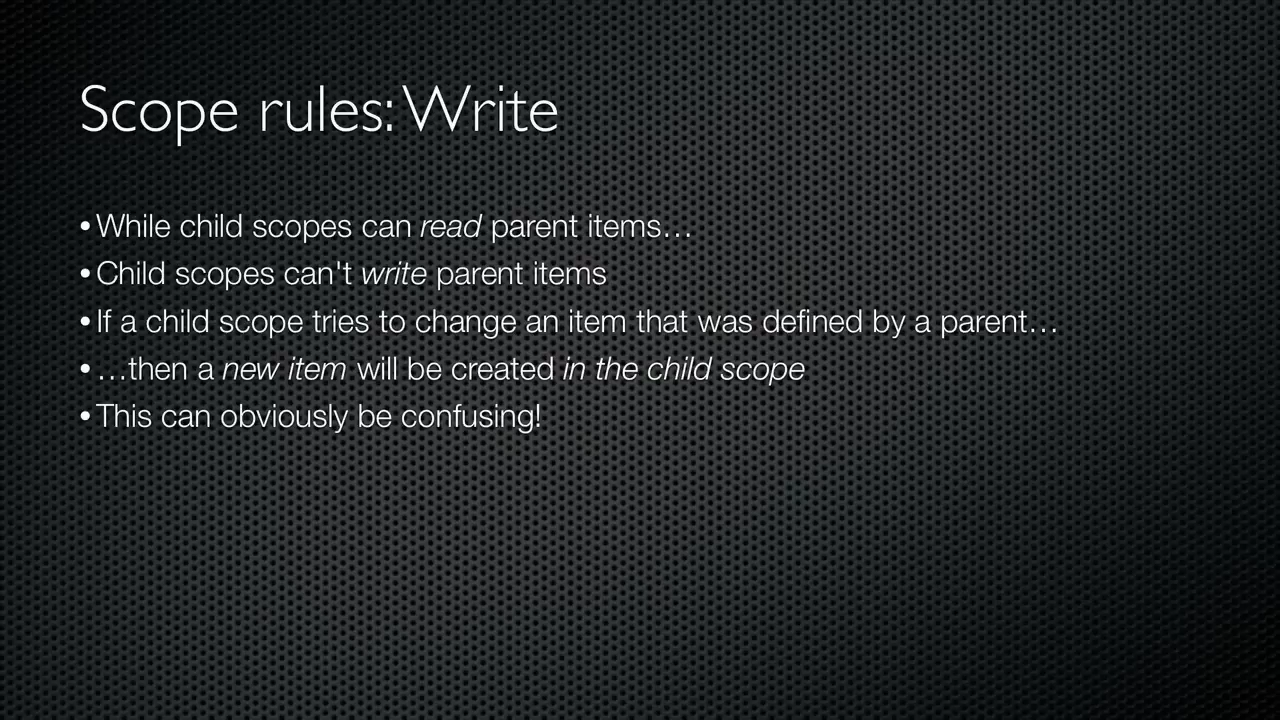 Scope rules: Write
• While child scopes can read parent items…
• Child scopes can't write parent items
• If a child scope tries to change an item that was defined by a parent…
• …then a new item will be created in the child scope
• This can obviously be confusing!